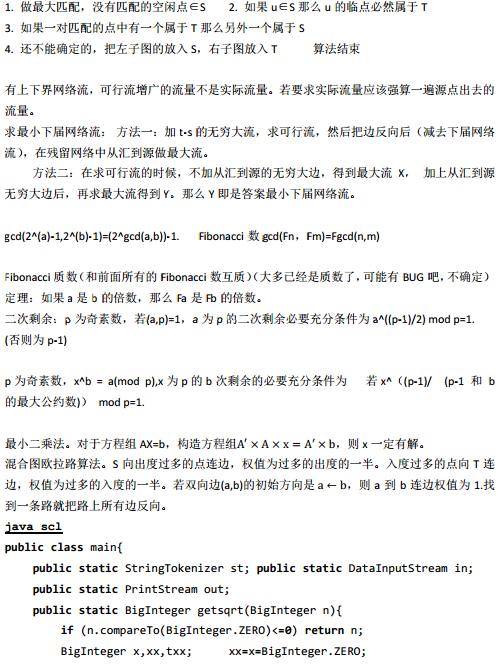 1. 做最大匹配，没有匹配的空闲点∈S 2. 如果 u∈S 那么 u 的临点必然属于 T
3. 如果一对匹配的点中有一个属于 T 那么另外一个属于 S
4. 还不能确定的，把左子图的放入 S，右子图放入 T 算法结束
有上下界网络流，可行流增广的流量不是实际流量。若要求实际流量应该强算一遍源点出去的
流量。
求最小下届网络流： 方法一：加 t-s 的无穷大流，求可行流，然后把边反向后（减去下届网络
流），在残留网络中从汇到源做最大流。
方法二：在求可行流的时候，不加从汇到源的无穷大边，得到最大流 X， 加上从汇到源
无穷大边后，再求最大流得到 Y。那么 Y 即是答案最小下届网络流。
gcd(2^(a)-1,2^(b)-1)=(2^gcd(a,b))-1. Fibonacci 数 gcd(Fn，Fm)=Fgcd(n,m)
Fibonacci 质数（和前面所有的 Fibonacci 数互质）（大多已经是质数了，可能有 BUG 吧，不确定）
定理：如果 a 是 b 的倍数，那么 Fa 是 Fb 的倍数。
二次剩余：p 为奇素数，若(a,p)=1，a 为 p 的二次剩余必要充分条件为 a^((p-1)/2) mod p=1.
(否则为 p-1)
p 为奇素数，x^b = a(mod p),x 为 p 的 b 次剩余的必要充分条件为 若 x^（(p-1)/ (p-1 和 b
的最大公约数)） mod p=1.
最小二乘法。对于方程组 AX=b，构造方程组A′ × A × x = A′ × b，则 x 一定有解。
混合图欧拉路算法。S 向出度过多的点连边，权值为过多的出度的一半。入度过多的点向 T 连
边，权值为过多的入度的一半。若双向边(a,b)的初始方向是 a ← b，则 a 到 b 连边权值为 1.找
到一条路就把路上所有边反向。
java scl
public class main{
public static StringTokenizer st; public static DataInputStream in;
public static PrintStream out;
public static BigInteger getsqrt(BigInteger n){
if (n.compareTo(BigInteger.ZERO)<=0) return n;
BigInteger x,xx,txx; xx=x=BigInteger.ZERO;